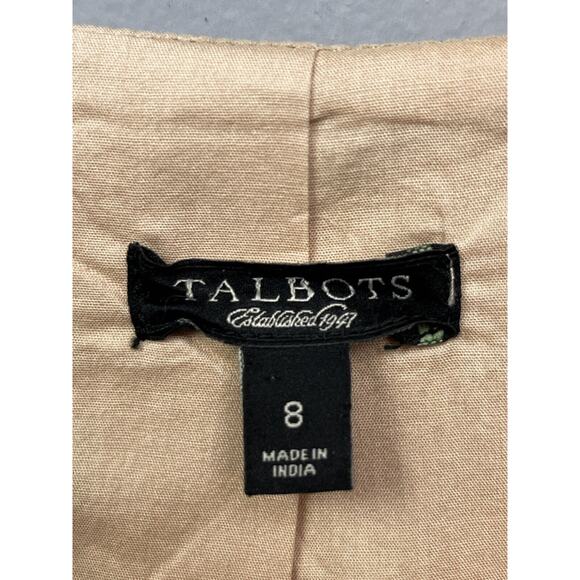 TALBOTS
Established 1947
8
MADE IN
INDIA